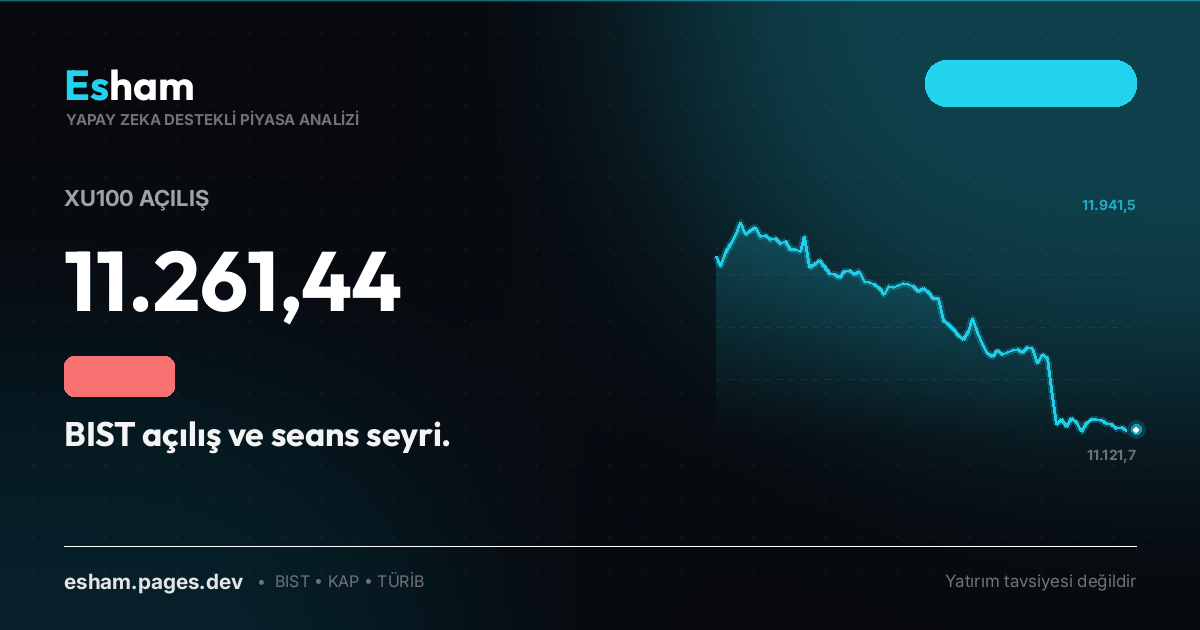 Esham
YAPAY ZEKA DESTEKLİ PİYASA ANALİZİ
XU100 AÇILIŞ
11.261,44
BIST açılış ve seans seyri.
11.941,5
11.121,7
esham.pages.dev • BIST • KAP • TÜRİB
Yatırım tavsiyesi değildir